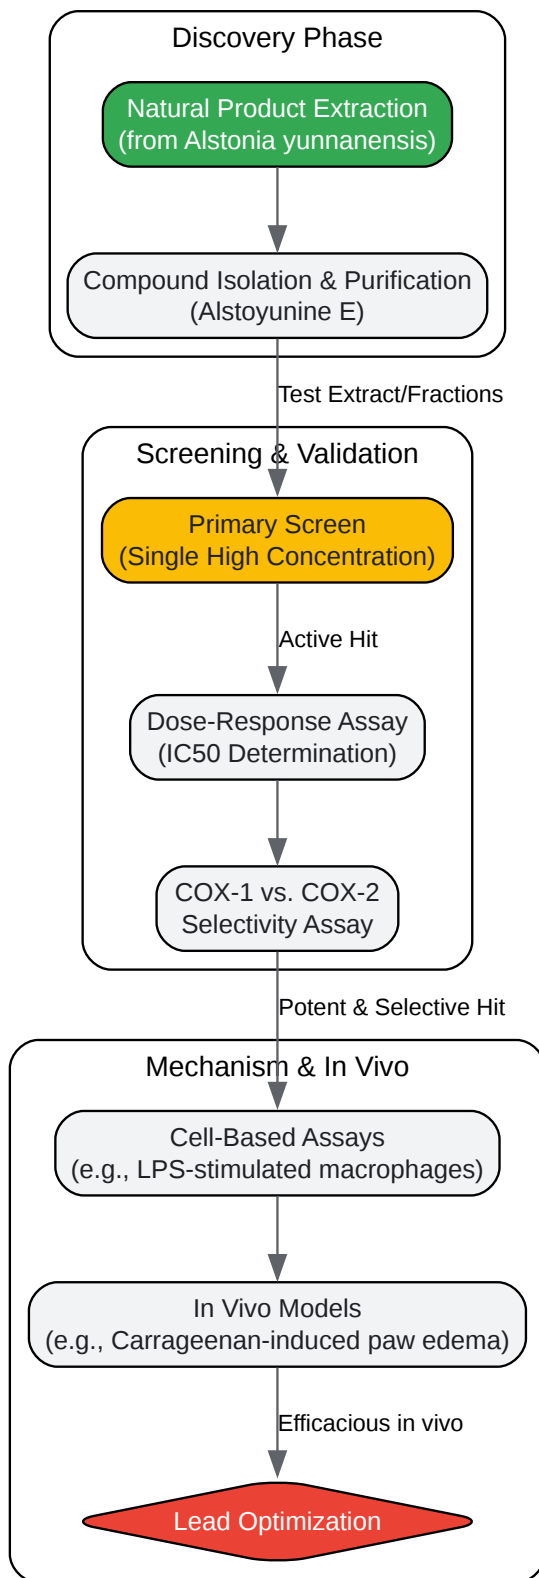 Discovery Phase
Natural Product Extraction
(from Alstonia yunnanensis)
Compound Isolation & Purification
(Alstoyunine E)
Test Extract/Fractions
Screening & Validation
Primary Screen
(Single High Concentration)
Active Hit
Dose-Response Assay
(IC50 Determination)
COX-1 vs. COX-2
Selectivity Assay
Potent & Selective Hit
Mechanism & In Vivo
Cell-Based Assays
(e.g., LPS-stimulated macrophages)
In Vivo Models
(e.g., Carrageenan-induced paw edema)
Efficacious in vivo
Lead Optimization